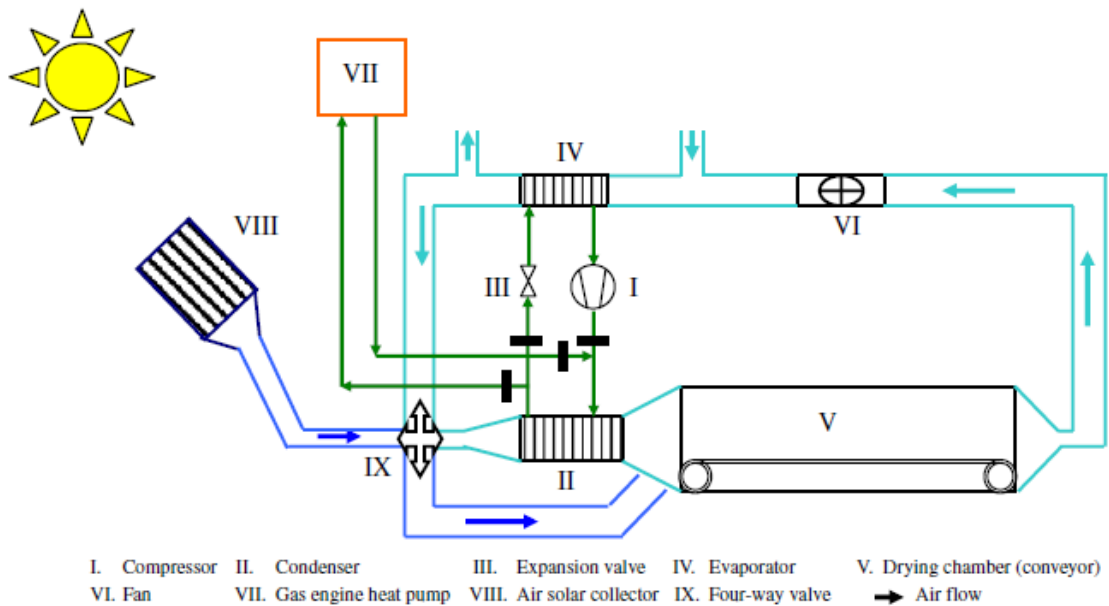 VII
IV
VIII
VI
III
I
V
IX
II
I. Compressor II. Condenser III. Expansion valve IV. Evaporator V. Drying chamber (conveyor)
VI. Fan VII. Gas engine heat pump VIII. Air solar collector IX. Four-way valve Air flow